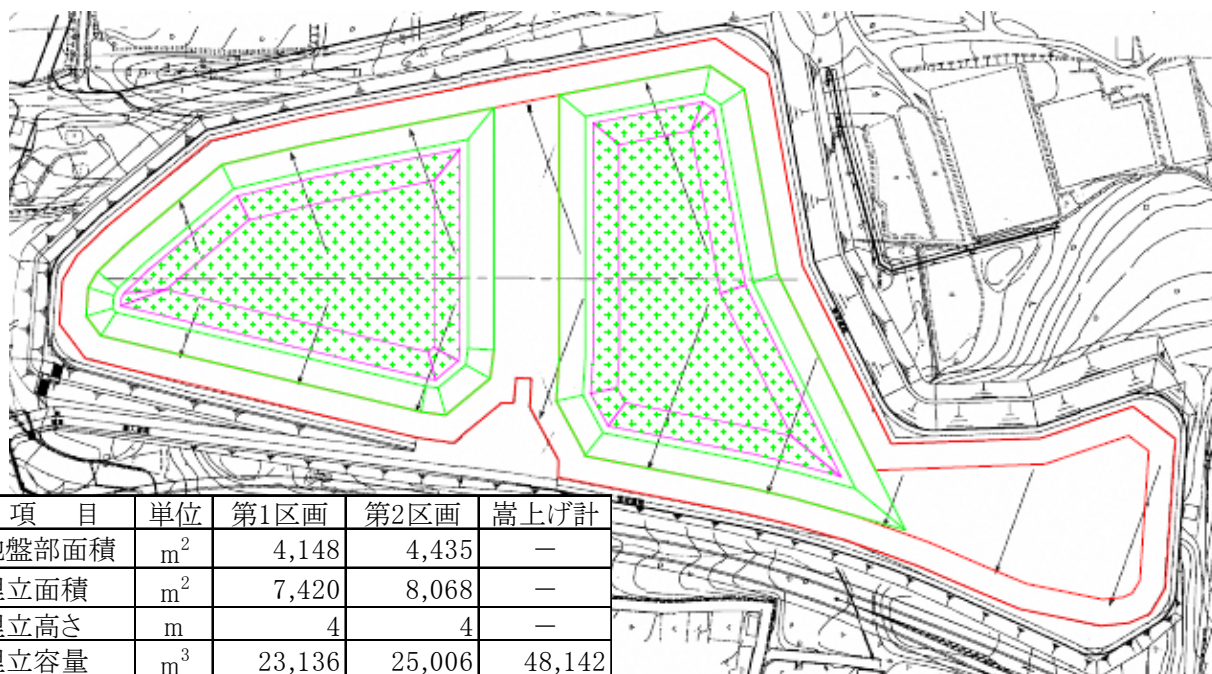 項 目 単位 第1区画 第2区画 嵩上げ計
盤部面積 m² 4,148 4,435 －
立面積 m² 7,420 8,068 －
立高さ m 4 4 －
立容量 m³ 23,136 25,006 48,142